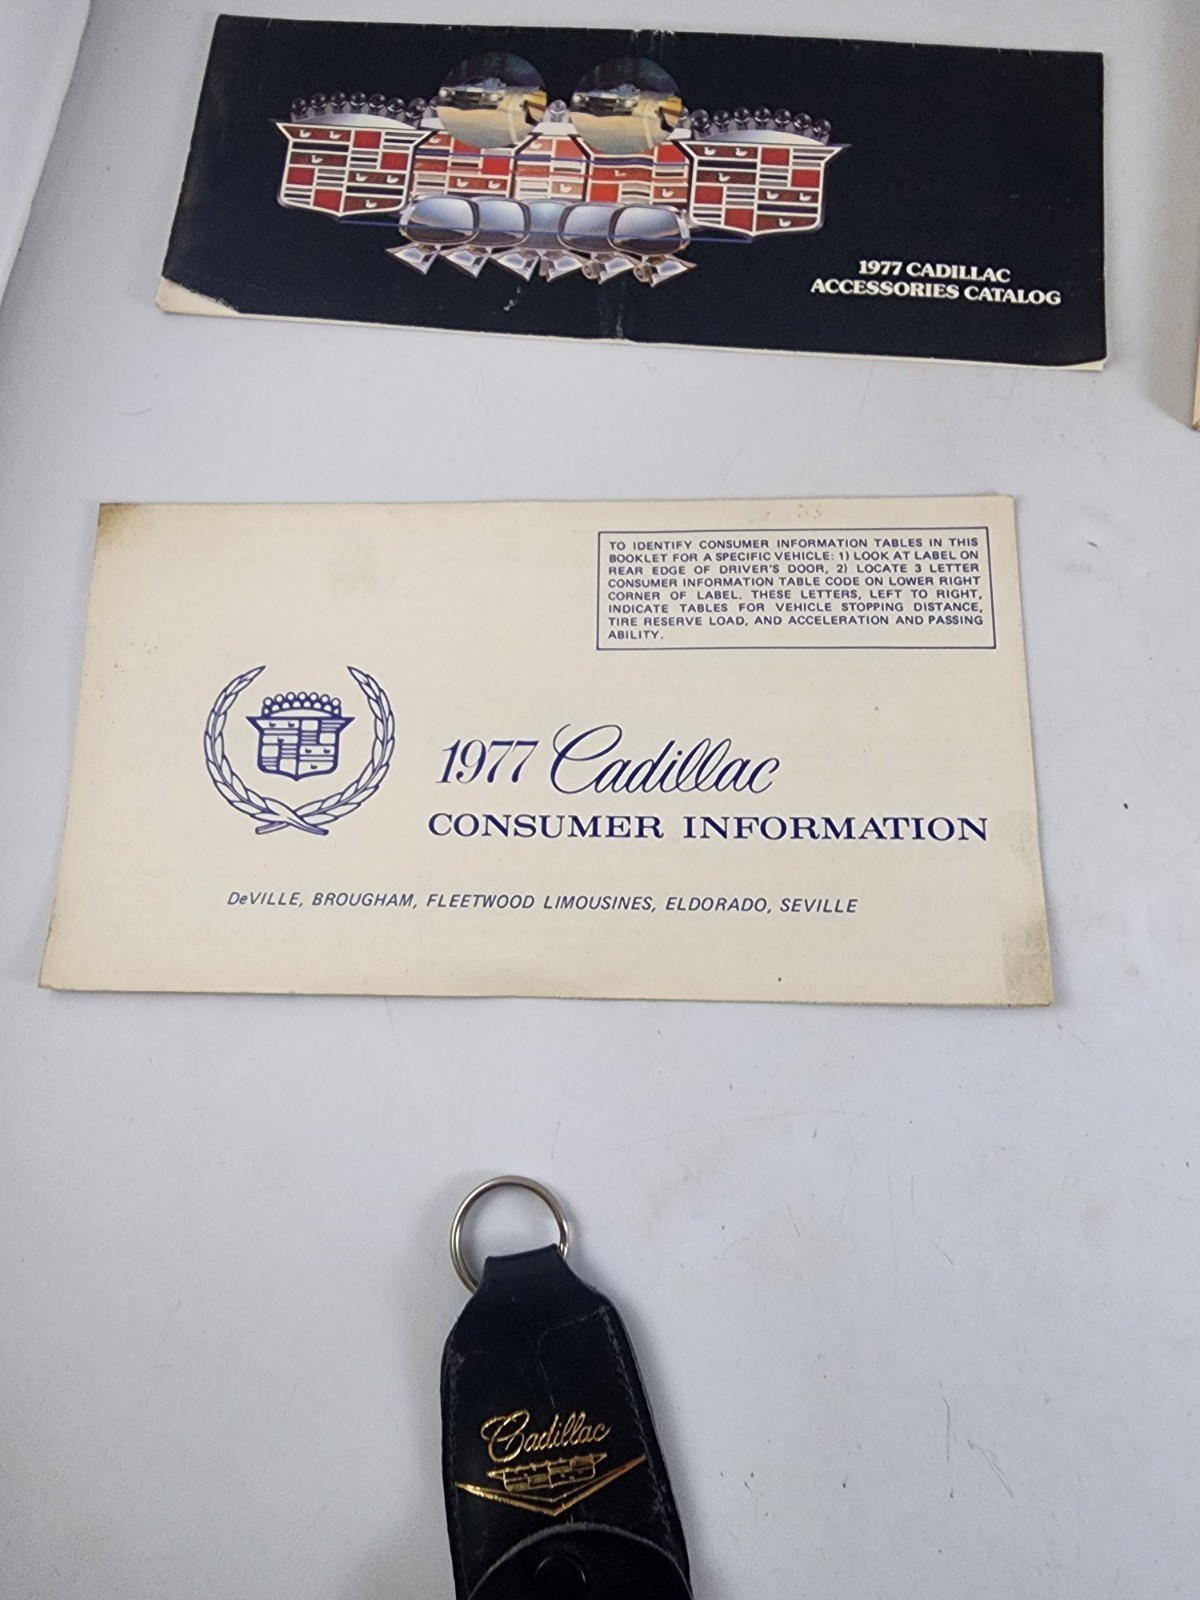 1977 CADILLAC
ACCESSORIES CATALOG
TO IDENTIFY CONSUMER INFORMATION TABLES IN THIS
BOOKLET FOR A SPECIFIC VEHICLE: 1) LOOK AT LABEL ON
REAR EDGE OF DRIVER'S DOOR, 2) LOCATE 3 LETTER
CONSUMER INFORMATION TABLE CODE ON LOWER RIGHT
CORNER OF LABEL. THESE LETTERS, LEFT TO RIGHT,
INDICATE TABLES FOR VEHICLE STOPPING DISTANCE,
TIRE RESERVE LOAD, AND ACCELERATION AND PASSING
ABILITY.
1977 Cadillac
CONSUMER INFORMATION
DeVILLE, BROUGHAM, FLEETWOOD LIMOUSINES, ELDORADO, SEVILLE
Cadillac